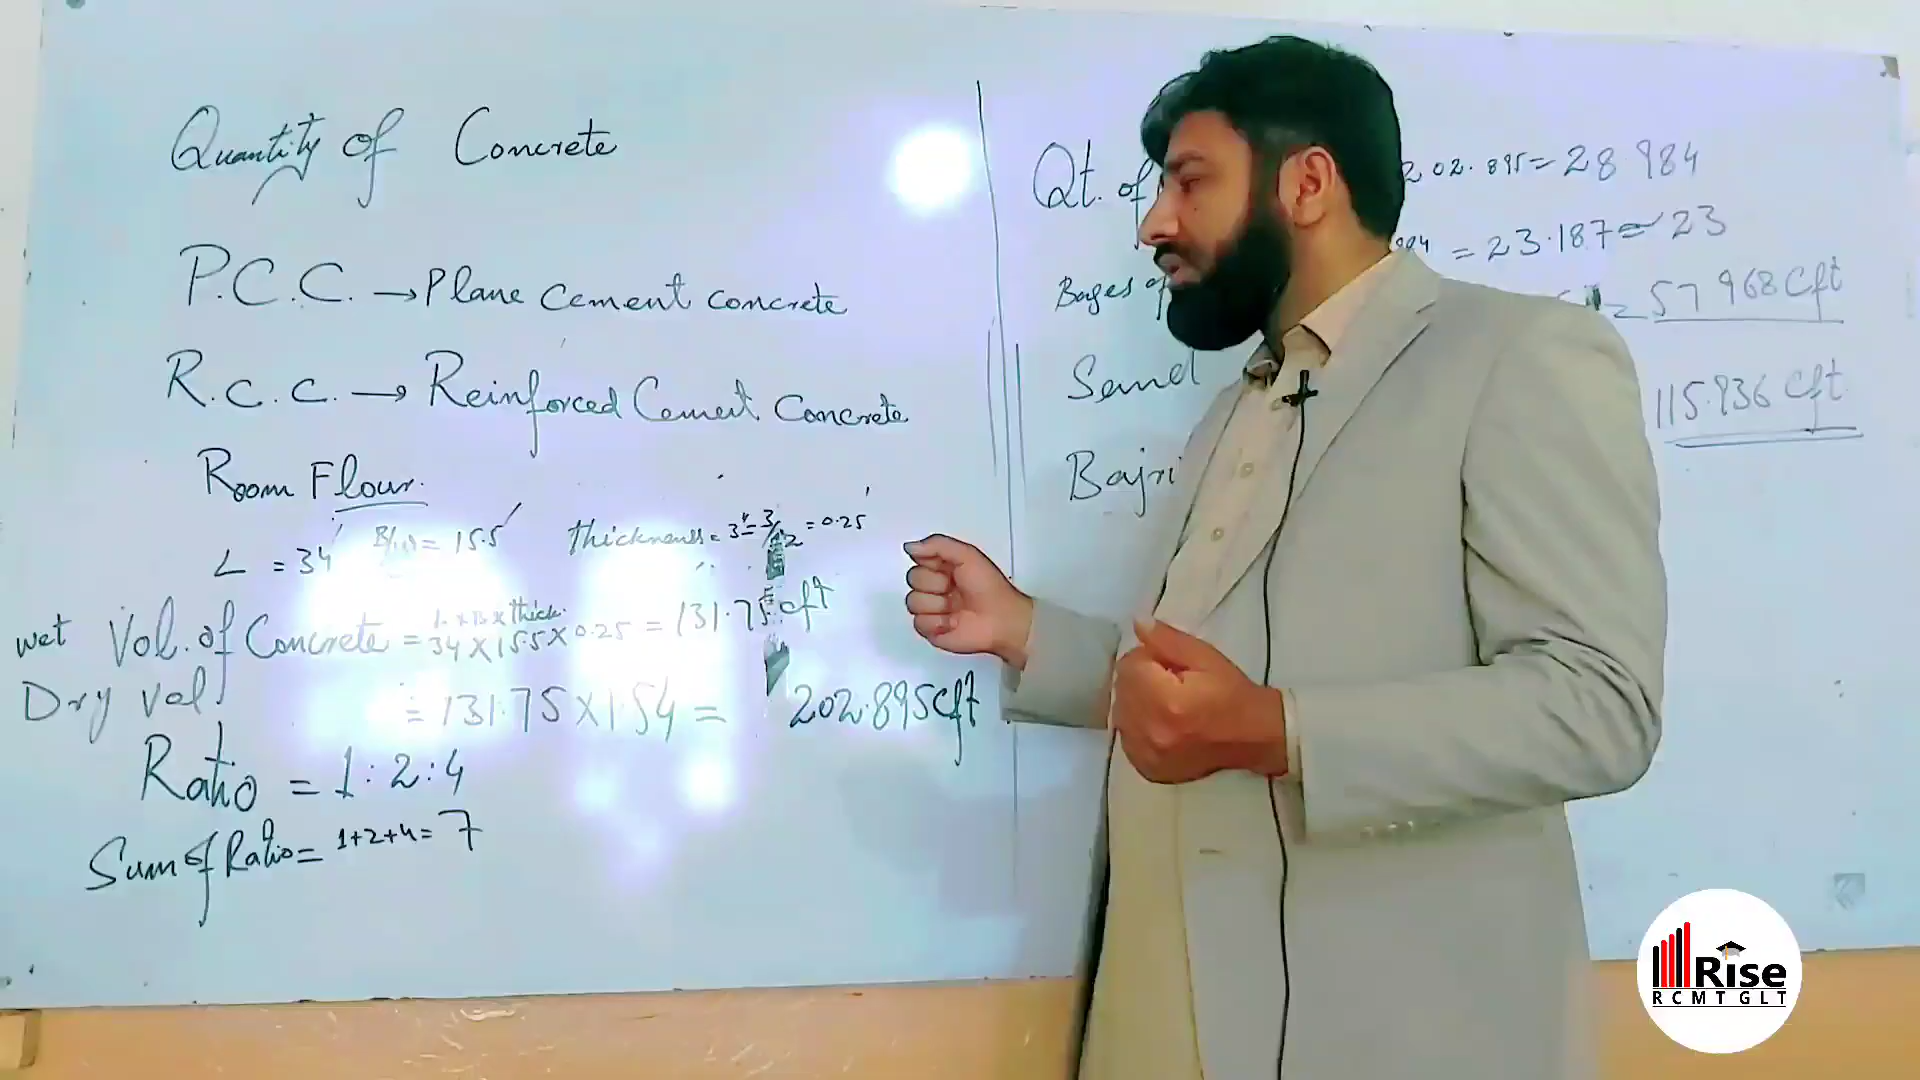 Quantity of Concrete
P.C.C. → Plane cement concrete
R.C.C. → Reinforced Cement Concrete
Room Flour.
L = 34' B/w = 15.5' thickness = 3" = 3/12 = 0.25'
L × B × thick.
wet Vol. of Concrete = 34 × 15.5 × 0.25 = 131.75 cft
Dry vol = 131.75 × 1.54 = 202.895 cft
Ratio = 1:2:4
Sum of Ratio = 1+2+4 = 7
Qt. of 202.895 = 28.984
Bages of = 23.187 = 23
Sand 57.968 Cft
Bajri 115.936 Cft
Rise
RCMTGLT